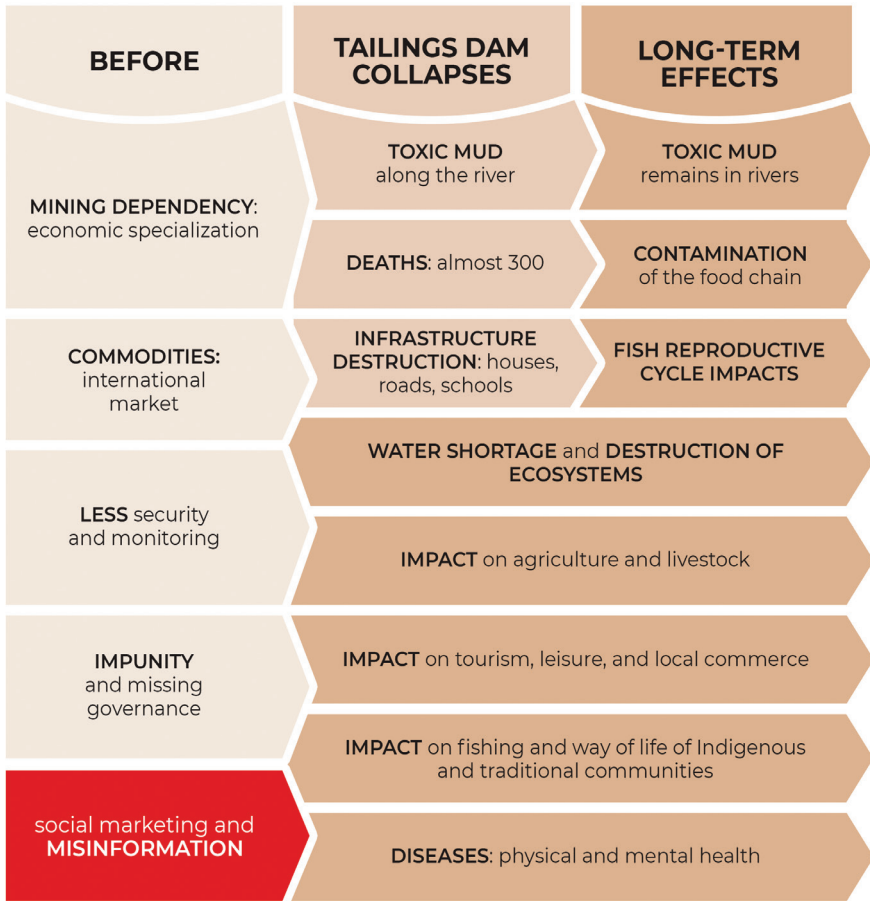 BEFORE
TAILINGS DAM
COLLAPSES
LONG-TERM
EFFECTS
MINING DEPENDENCY:
economic specialization
COMMODITIES:
international
market
LESS security
and monitoring
IMPUNITY
and missing
governance
social marketing and
MISINFORMATION
TOXIC MUD
along the river
TOXIC MUD
remains in rivers
DEATHS: almost 300
CONTAMINATION
of the food chain
INFRASTRUCTURE
DESTRUCTION: houses,
roads, schools
FISH REPRODUCTIVE
CYCLE IMPACTS
WATER SHORTAGE and DESTRUCTION OF
ECOSYSTEMS
IMPACT on agriculture and livestock
IMPACT on tourism, leisure, and local commerce
IMPACT on fishing and way of life of Indigenous
and traditional communities
DISEASES: physical and mental health